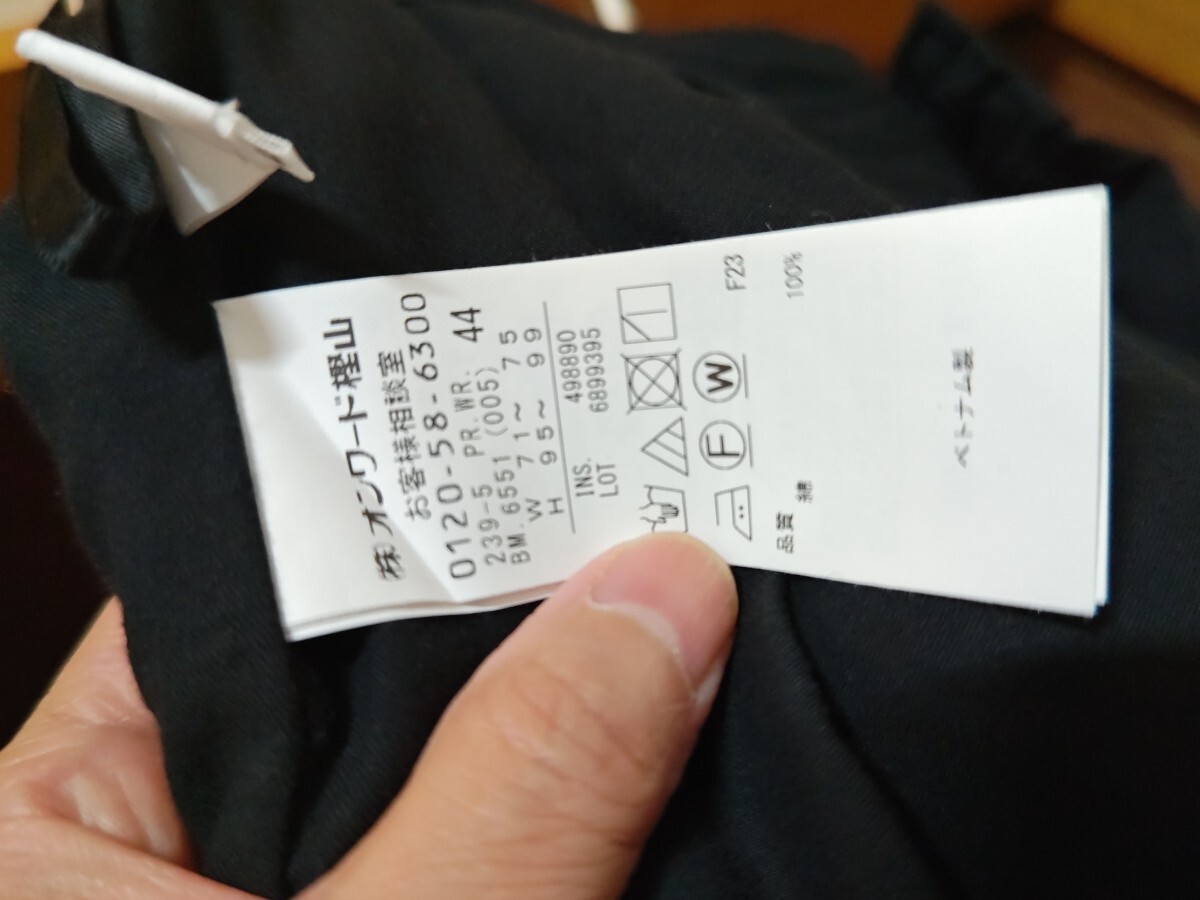 ㈱オンワード樫山
お客様相談室
0120-58-6300
239-5 PR.WR. 44
BM.6551 (005)
W 71～ 75
H 95～ 99
INS. 498890
LOT 6899395
F W
F23
品質
綿 100%
ベトナム製